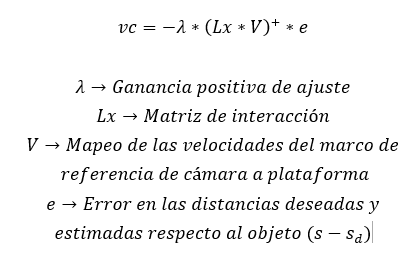 vc = −λ ∗ (Lx ∗ V)⁺ ∗ e
λ → Ganancia positiva de ajuste
Lx → Matriz de interacción
V → Mapeo de las velocidades del marco de
referencia de cámara a plataforma
e → Error en las distancias deseadas y
estimadas respecto al objeto (s − s_d)